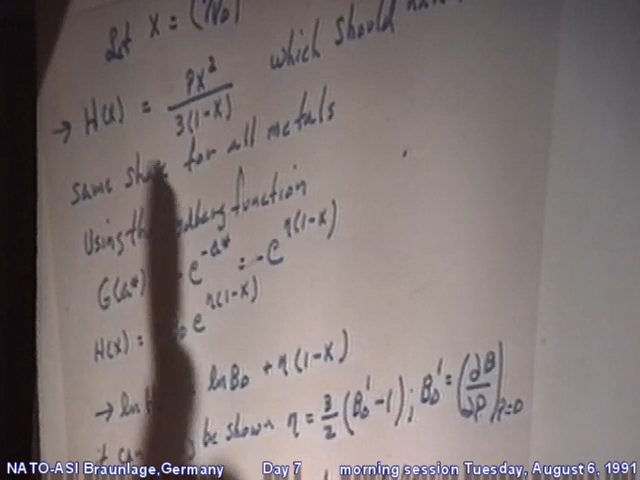 Let X = (V/V0)
→ H(x) = PX² / 3(1-X) which should
same for all metals
Using the function
G(a*) e^-a* = -e^η(1-X)
H(x) = e^η(1-X)
→ ln ln B0 + η(1-X)
be shown η = 3/2 (B0' - 1); B0' = (∂B/∂P)P=0
NATO-ASI Braunlage,Germany Day 7 morning session Tuesday, August 6, 1991